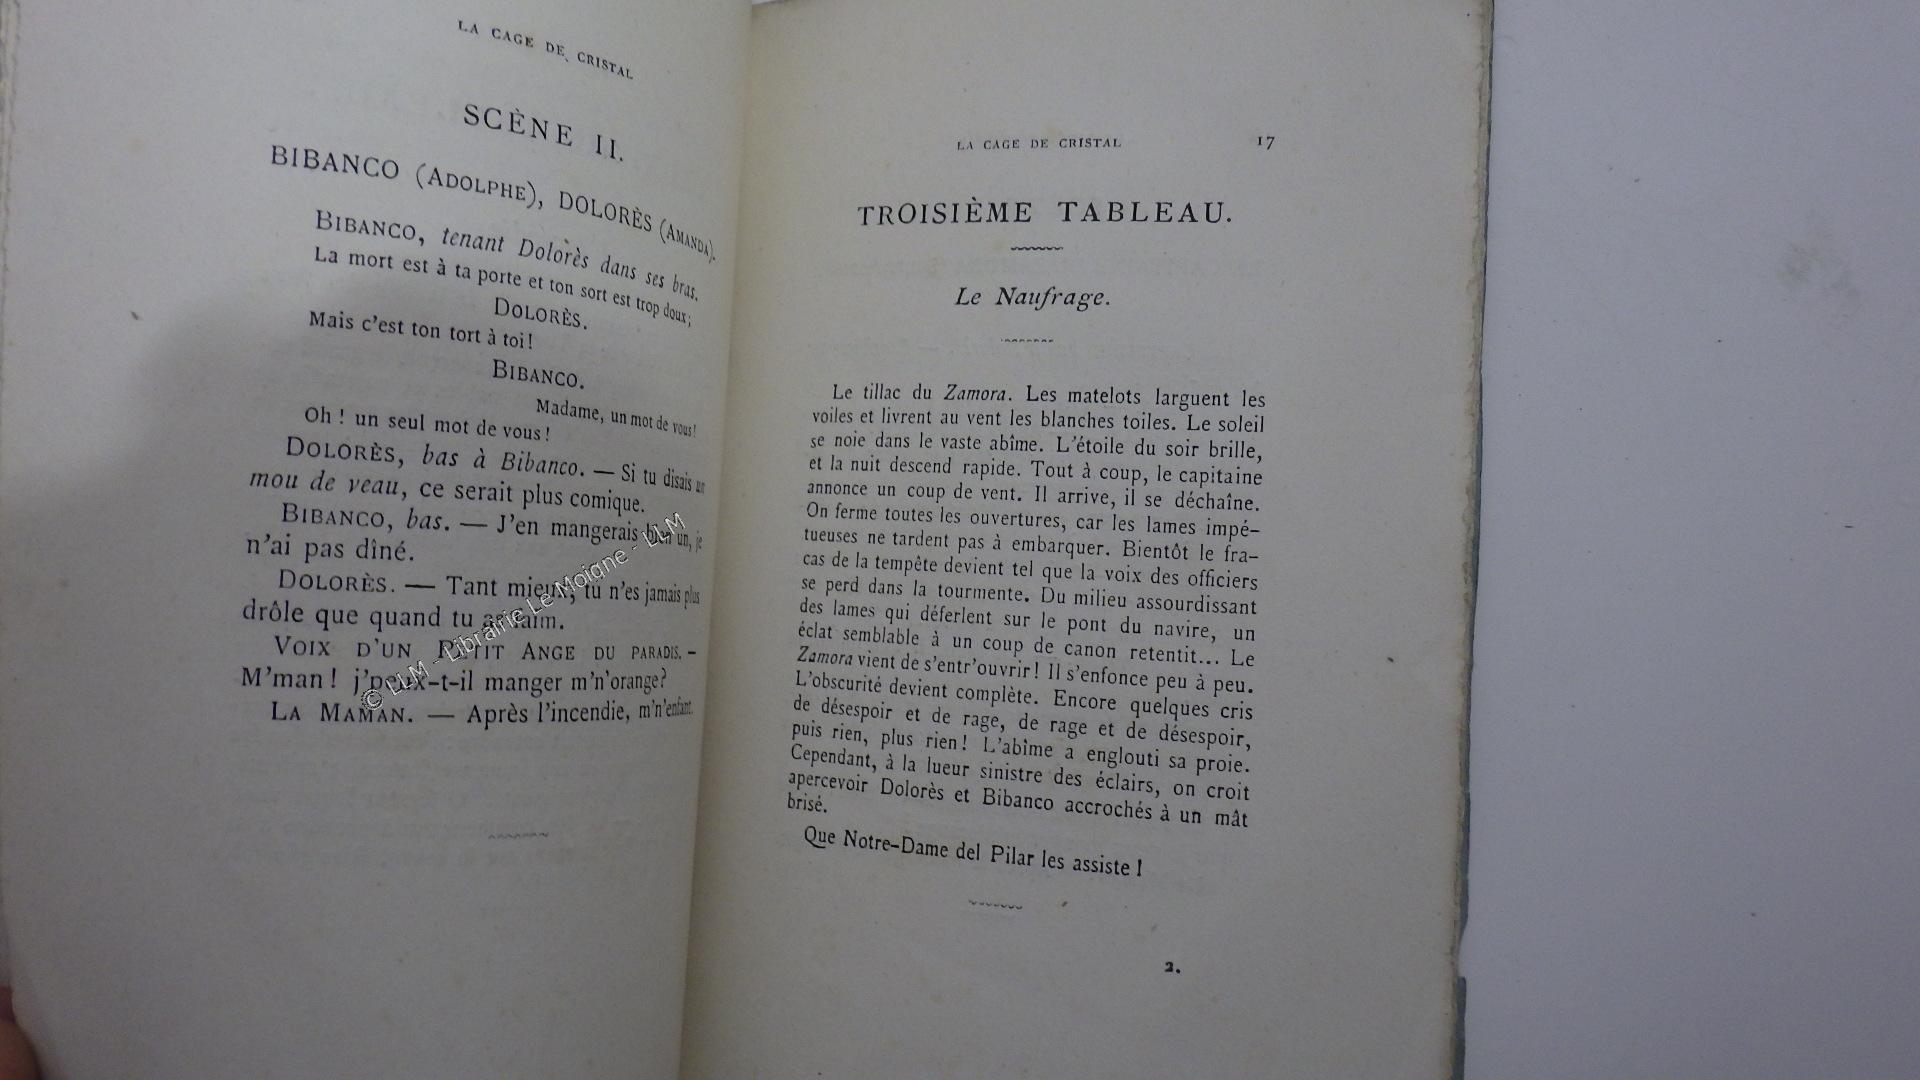 LA CAGE DE CRISTAL
SCÈNE II.
BIBANCO (ADOLPHE), DOLORÈS (AMANDA).
BIBANCO, tenant Dolorès dans ses bras.
La mort est à ta porte et ton sort est trop doux;
DOLORÈS.
Mais c'est ton tort à toi!
BIBANCO.
Madame, un mot de vous!
Oh! un seul mot de vous!
DOLORÈS, bas à Bibanco. — Si tu disais un
mou de veau, ce serait plus comique.
BIBANCO, bas. — J'en mangerais bien un, je
n'ai pas dîné.
DOLORÈS. — Tant mieux, tu n'es jamais plus
drôle que quand tu as faim.
VOIX D'UN PETIT ANGE DU PARADIS. –
M'man! j'peux-t-il manger m'n'orange?
LA MAMAN. — Après l'incendie, m'n'enfant.
© LLM - Librairie Le Moigne - LLM
LA CAGE DE CRISTAL 17
TROISIÈME TABLEAU.
Le Naufrage.
Le tillac du Zamora. Les matelots larguent les
voiles et livrent au vent les blanches toiles. Le soleil
se noie dans le vaste abîme. L'étoile du soir brille,
et la nuit descend rapide. Tout à coup, le capitaine
annonce un coup de vent. Il arrive, il se déchaîne.
On ferme toutes les ouvertures, car les lames impé-
tueuses ne tardent pas à embarquer. Bientôt le fra-
cas de la tempête devient tel que la voix des officiers
se perd dans la tourmente. Du milieu assourdissant
des lames qui déferlent sur le pont du navire, un
éclat semblable à un coup de canon retentit... Le
Zamora vient de s'entr'ouvrir! Il s'enfonce peu à peu.
L'obscurité devient complète. Encore quelques cris
de désespoir et de rage, de rage et de désespoir,
puis rien, plus rien! L'abîme a englouti sa proie.
Cependant, à la lueur sinistre des éclairs, on croit
apercevoir Dolorès et Bibanco accrochés à un mât
brisé.
Que Notre-Dame del Pilar les assiste!
2.